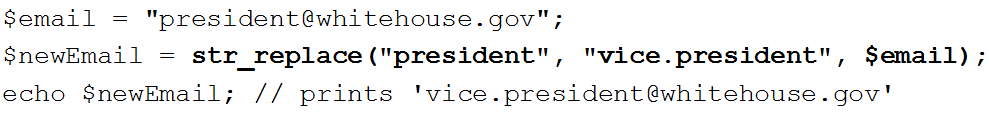 $email = "president@whitehouse.gov";
$newEmail = str_replace("president", "vice.president", $email);
echo $newEmail; // prints 'vice.president@whitehouse.gov'